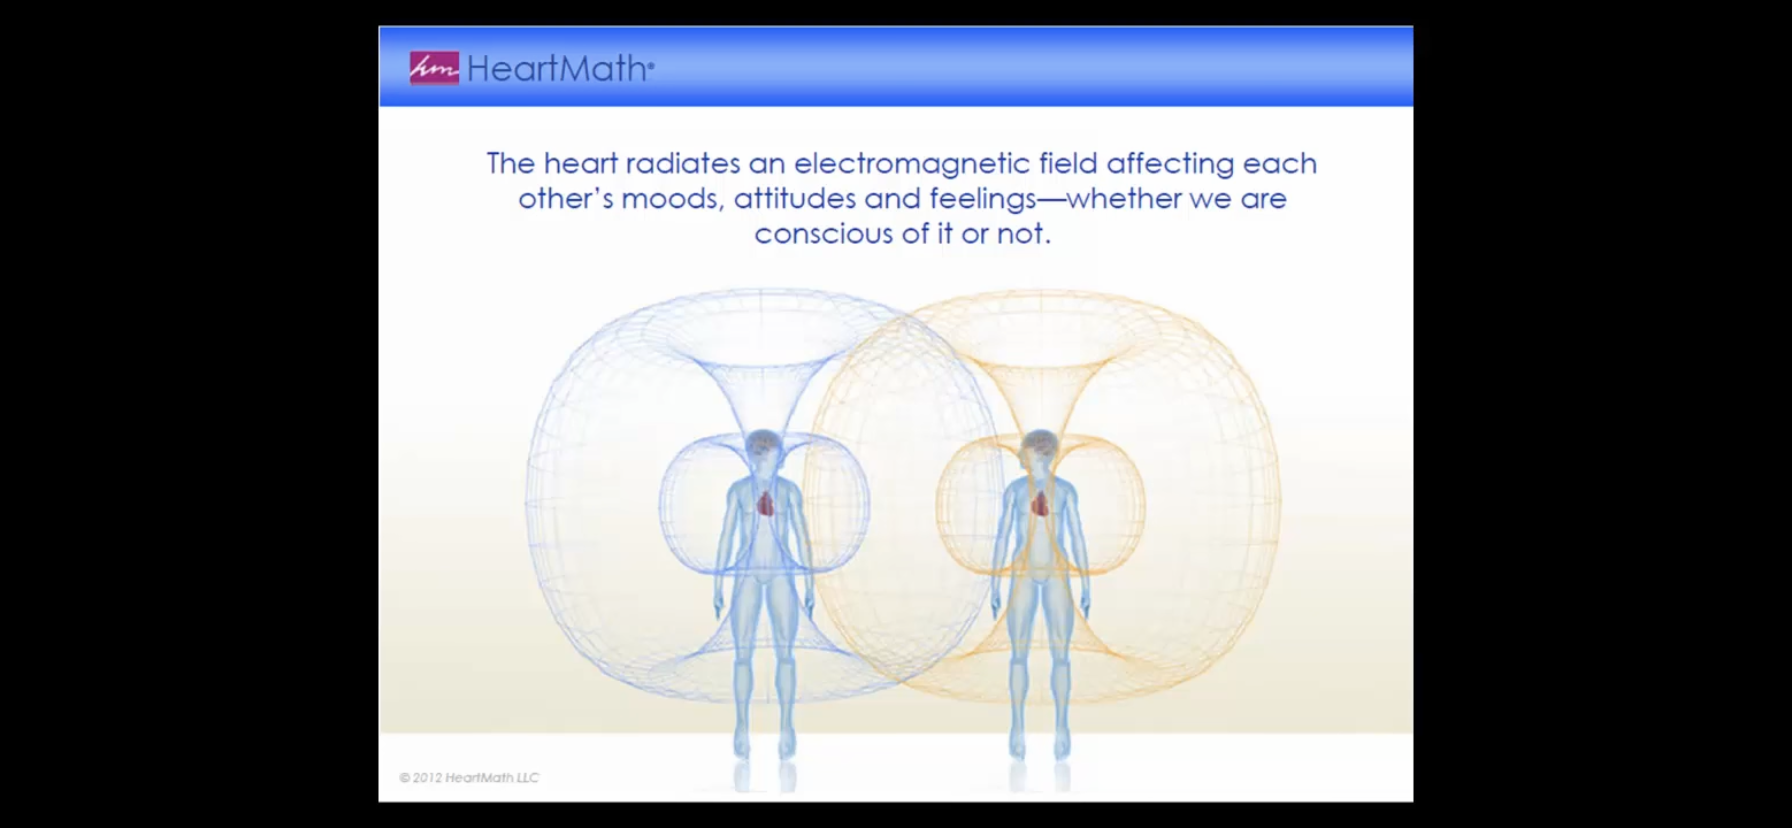 hm HeartMath®
The heart radiates an electromagnetic field affecting each
other's moods, attitudes and feelings—whether we are
conscious of it or not.
© 2012 HeartMath LLC